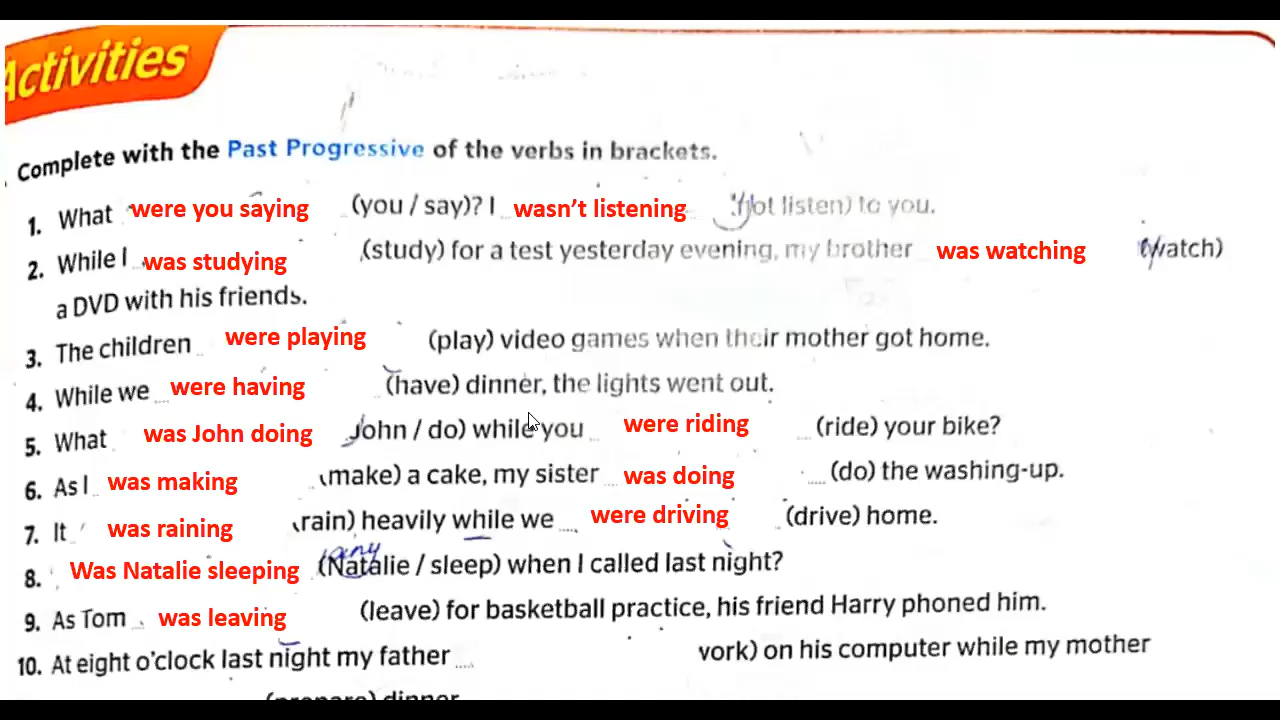 Activities
Complete with the Past Progressive of the verbs in brackets.
1. What were you saying (you / say)? I wasn't listening (not listen) to you.
2. While I was studying (study) for a test yesterday evening, my brother was watching (watch)
a DVD with his friends.
3. The children were playing (play) video games when their mother got home.
4. While we were having (have) dinner, the lights went out.
5. What was John doing John / do) while you were riding (ride) your bike?
6. As I was making make) a cake, my sister was doing (do) the washing-up.
7. It was raining rain) heavily while we were driving (drive) home.
8. Was Natalie sleeping (Natalie / sleep) when I called last night?
9. As Tom was leaving (leave) for basketball practice, his friend Harry phoned him.
10. At eight o'clock last night my father work) on his computer while my mother
(prepare) dinner